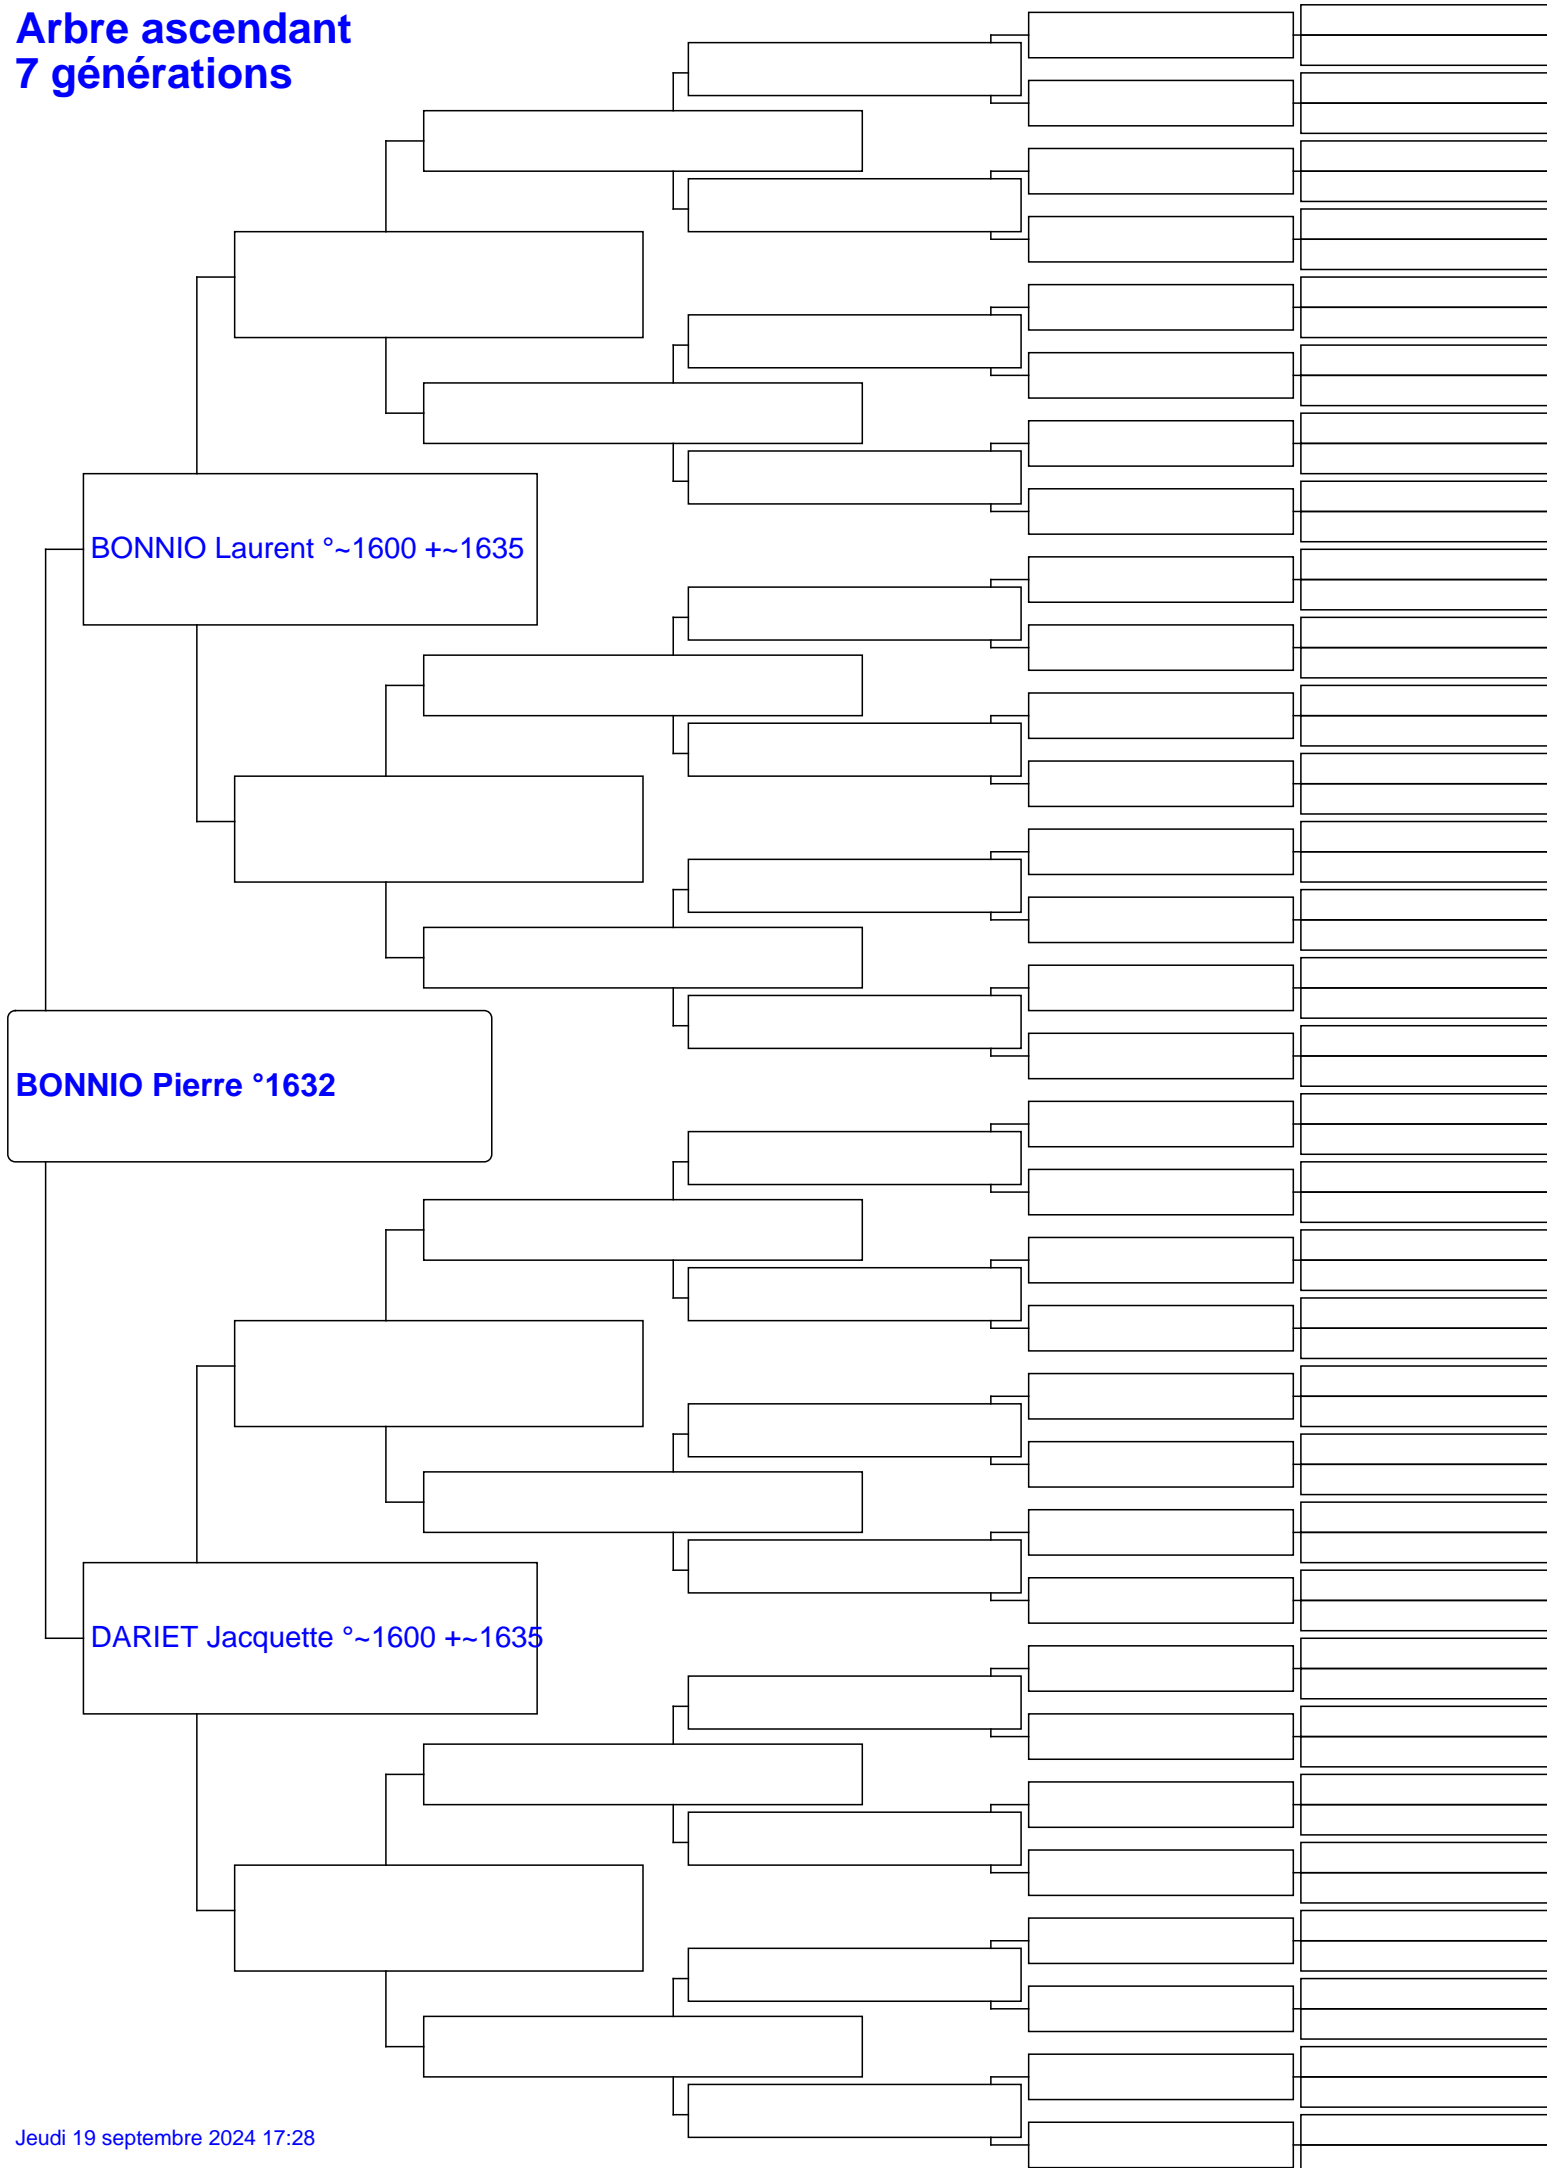 Arbre ascendant
7 générations
BONNIO Laurent °~1600 +~1635
BONNIO Pierre °1632
DARIET Jacquette °~1600 +~1635
Jeudi 19 septembre 2024 17:28